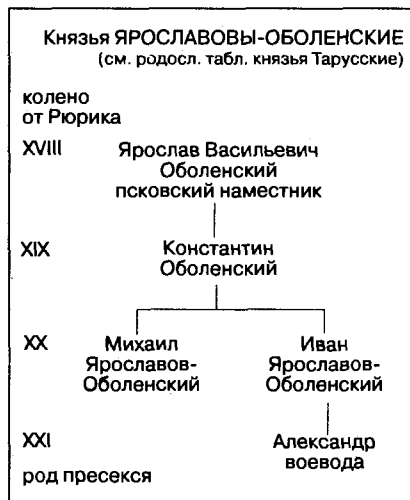 Князья ЯРОСЛАВОВЫ-ОБОЛЕНСКИЕ
(см. родосл. табл. князья Тарусские)
колено
от Рюрика
XVIII Ярослав Васильевич
Оболенский
псковский наместник
XIX Константин
Оболенский
XX Михаил Иван
Ярославов- Ярославов-
Оболенский Оболенский
XXI Александр
воевода
род пресекся